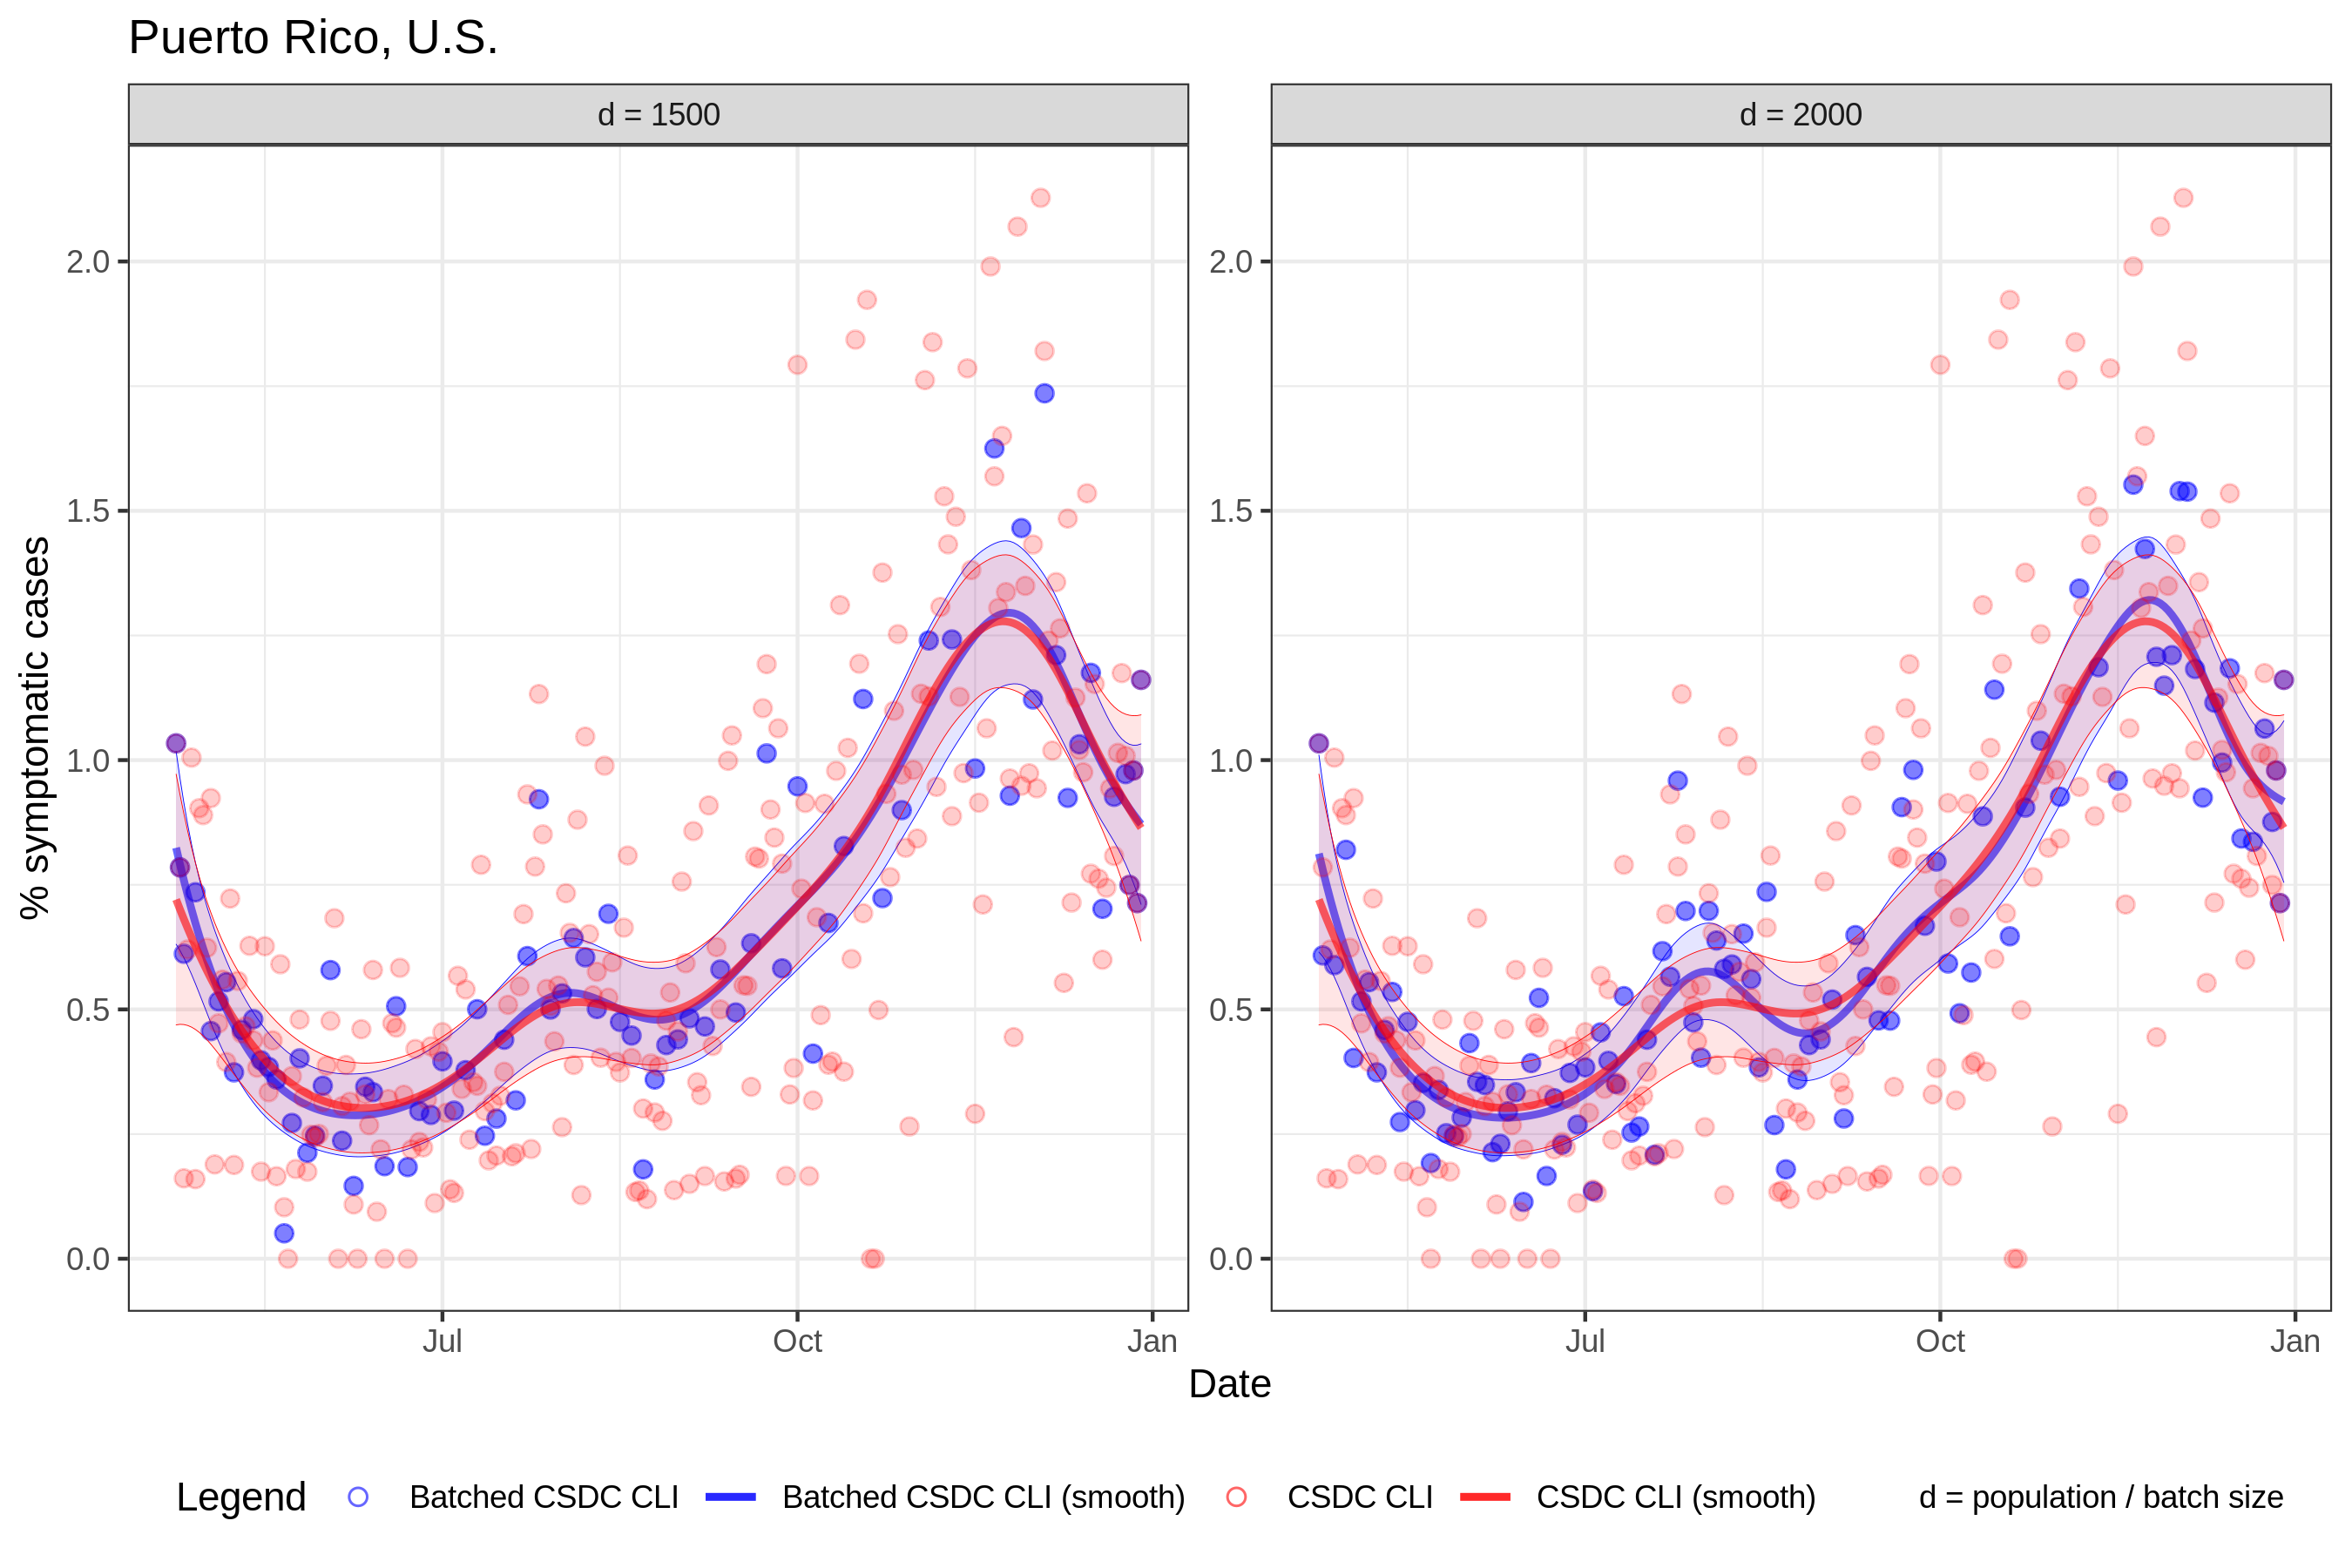 Puerto Rico, U.S.
d = 1500
d = 2000
% symptomatic cases
2.0
1.5
1.0
0.5
0.0
2.0
1.5
1.0
0.5
0.0
Jul
Oct
Jan
Jul
Oct
Jan
Date
Legend
Batched CSDC CLI
Batched CSDC CLI (smooth)
CSDC CLI
CSDC CLI (smooth)
d = population / batch size